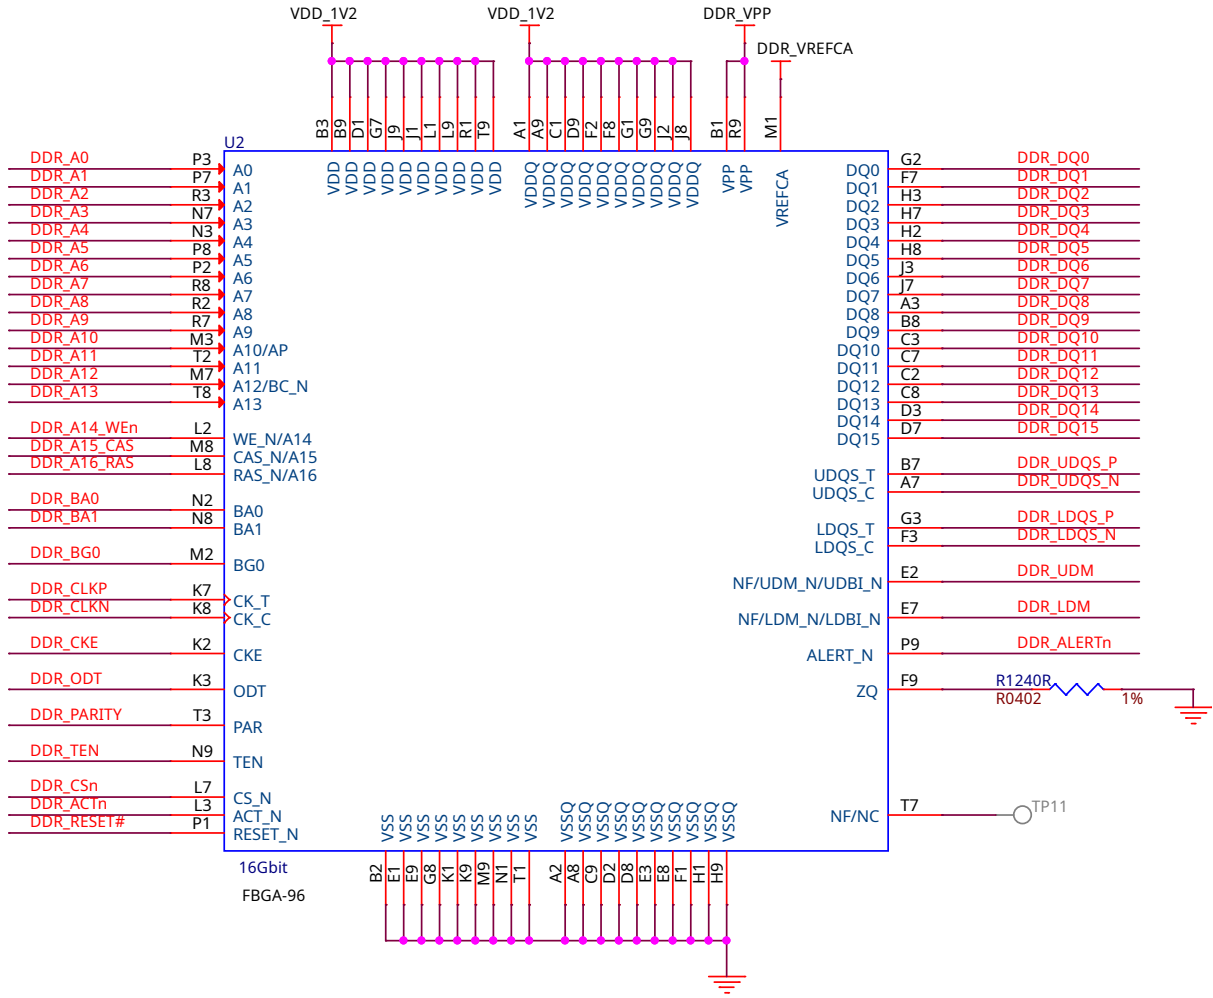 VDD_1V2 VDD_1V2 DDR_VPP
DDR_VREFCA
B3 B9 D1 G7 J9 J1 L1 L9 R1 T9 A1 A9 C1 D9 F2 F8 G1 G9 J2 J8 B1 R9 M1
U2
VDD VDD VDD VDD VDD VDD VDD VDD VDD VDD VDDQ VDDQ VDDQ VDDQ VDDQ VDDQ VDDQ VDDQ VDDQ VDDQ VPP VPP VREFCA
DDR_A0 P3 A0 DQ0 G2 DDR_DQ0
DDR_A1 P7 A1 DQ1 F7 DDR_DQ1
DDR_A2 R3 A2 DQ2 H3 DDR_DQ2
DDR_A3 N7 A3 DQ3 H7 DDR_DQ3
DDR_A4 N3 A4 DQ4 H2 DDR_DQ4
DDR_A5 P8 A5 DQ5 H8 DDR_DQ5
DDR_A6 P2 A6 DQ6 J3 DDR_DQ6
DDR_A7 R8 A7 DQ7 J7 DDR_DQ7
DDR_A8 R2 A8 DQ8 A3 DDR_DQ8
DDR_A9 R7 A9 DQ9 B8 DDR_DQ9
DDR_A10 M3 A10/AP DQ10 C3 DDR_DQ10
DDR_A11 T2 A11 DQ11 C7 DDR_DQ11
DDR_A12 M7 A12/BC_N DQ12 C2 DDR_DQ12
DDR_A13 T8 A13 DQ13 C8 DDR_DQ13
DQ14 D3 DDR_DQ14
DDR_A14_WEn L2 WE_N/A14 DQ15 D7 DDR_DQ15
DDR_A15_CAS M8 CAS_N/A15
DDR_A16_RAS L8 RAS_N/A16 UDQS_T B7 DDR_UDQS_P
UDQS_C A7 DDR_UDQS_N
DDR_BA0 N2 BA0
DDR_BA1 N8 BA1 LDQS_T G3 DDR_LDQS_P
LDQS_C F3 DDR_LDQS_N
DDR_BG0 M2 BG0
NF/UDM_N/UDBI_N E2 DDR_UDM
DDR_CLKP K7 CK_T
DDR_CLKN K8 CK_C NF/LDM_N/LDBI_N E7 DDR_LDM
DDR_CKE K2 CKE ALERT_N P9 DDR_ALERTn
DDR_ODT K3 ODT ZQ F9 R1240R
R0402 1%
DDR_PARITY T3 PAR
DDR_TEN N9 TEN
DDR_CSn L7 CS_N
DDR_ACTn L3 ACT_N NF/NC T7 TP11
DDR_RESET# P1 RESET_N
VSS VSS VSS VSS VSS VSS VSS VSS VSS VSSQ VSSQ VSSQ VSSQ VSSQ VSSQ VSSQ VSSQ VSSQ VSSQ
B2 E1 E9 G8 K1 K9 M9 N1 T1 A2 A8 C9 D2 D8 E3 E8 F1 H1 H9
16Gbit
FBGA-96